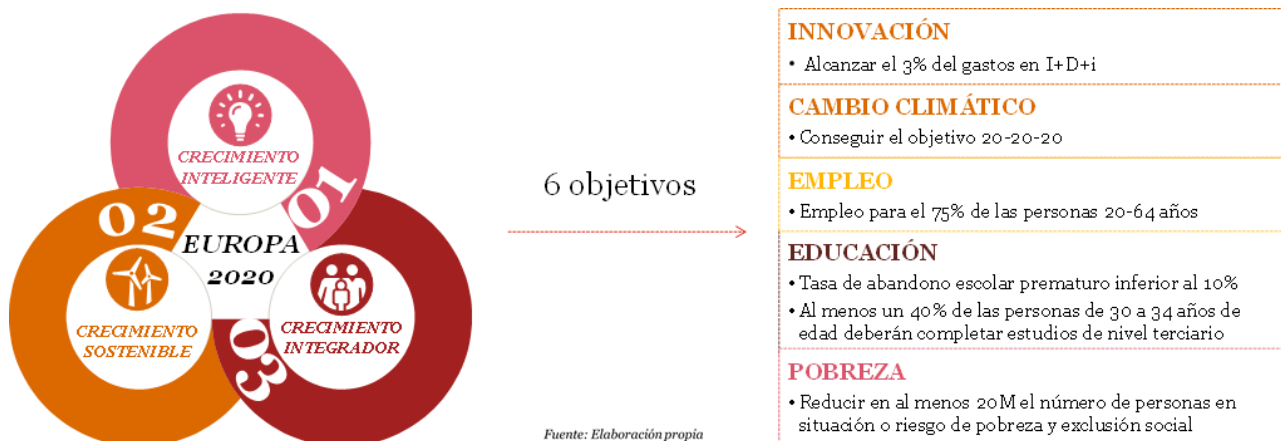 CRECIMIENTO
INTELIGENTE
01
02
EUROPA
2020
CRECIMIENTO
SOSTENIBLE
CRECIMIENTO
INTEGRADOR
03
6 objetivos
INNOVACIÓN
• Alcanzar el 3% del gastos en I+D+i
CAMBIO CLIMÁTICO
• Conseguir el objetivo 20-20-20
EMPLEO
• Empleo para el 75% de las personas 20-64 años
EDUCACIÓN
• Tasa de abandono escolar prematuro inferior al 10%
• Al menos un 40% de las personas de 30 a 34 años de
edad deberán completar estudios de nivel terciario
POBREZA
• Reducir en al menos 20M el número de personas en
situación o riesgo de pobreza y exclusión social
Fuente: Elaboración propia